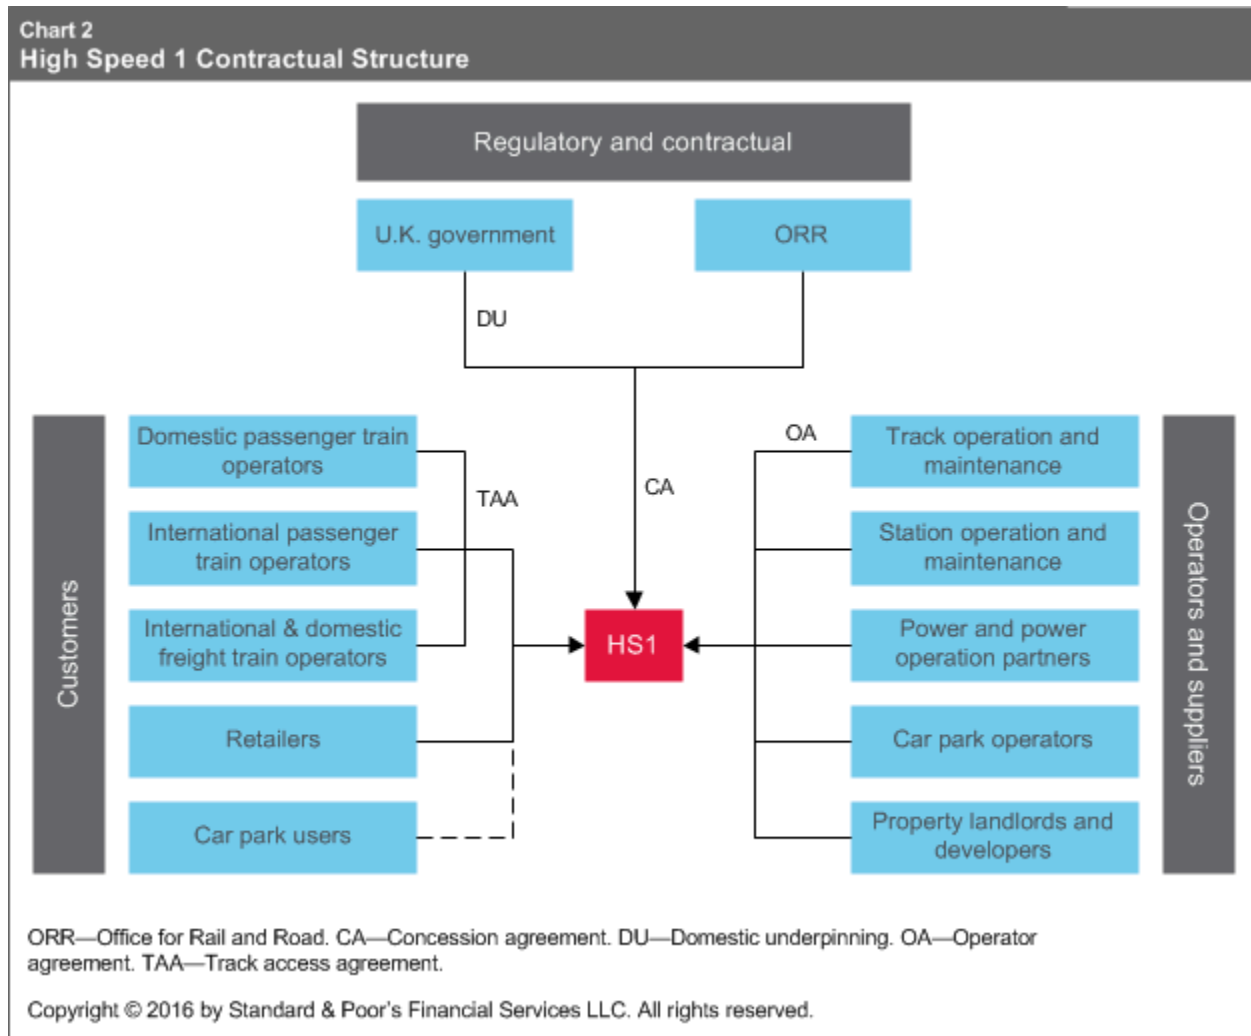 Chart 2
High Speed 1 Contractual Structure
Regulatory and contractual
U.K. government
ORR
DU
CA
Customers
Domestic passenger train
operators
International passenger
train operators
International & domestic
freight train operators
Retailers
Car park users
TAA
HS1
OA
Track operation and
maintenance
Station operation and
maintenance
Power and power
operation partners
Car park operators
Property landlords and
developers
Operators and suppliers
ORR—Office for Rail and Road. CA—Concession agreement. DU—Domestic underpinning. OA—Operator
agreement. TAA—Track access agreement.
Copyright © 2016 by Standard & Poor's Financial Services LLC. All rights reserved.